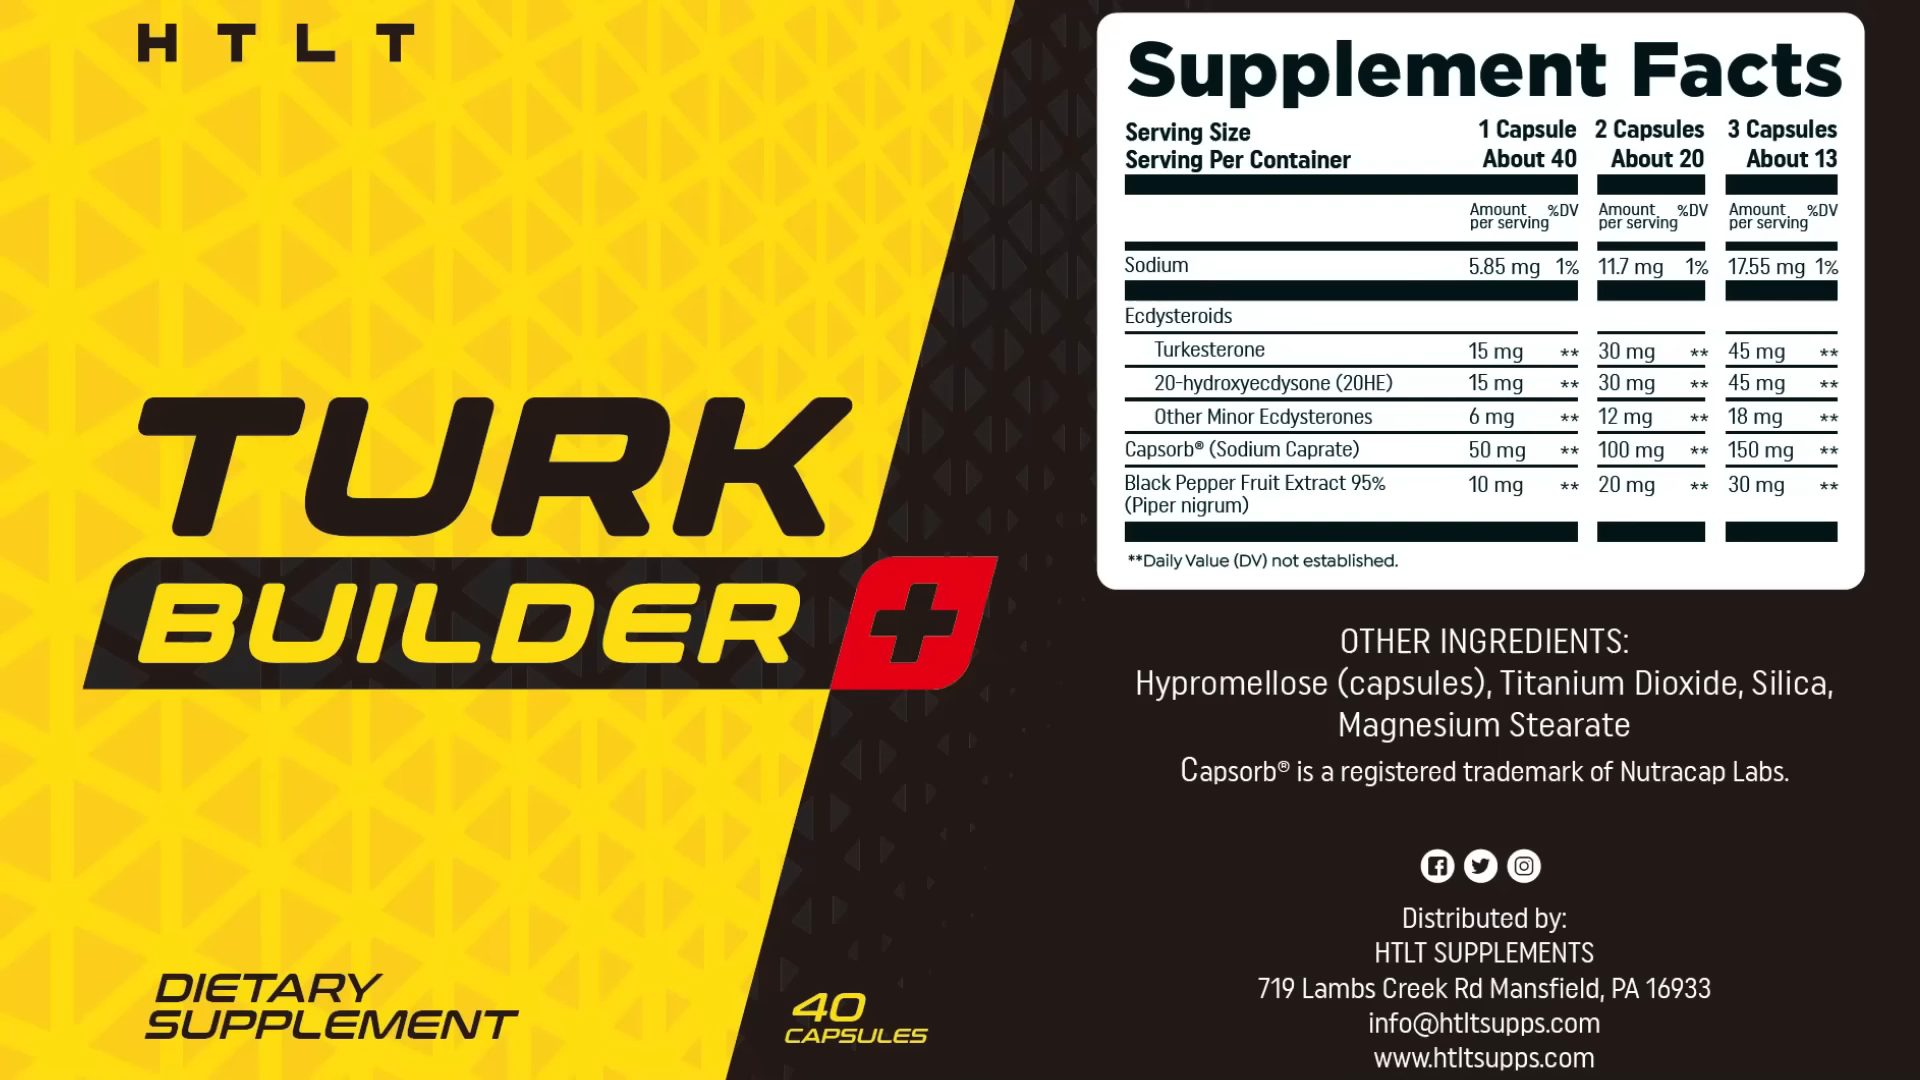 HTLT
TURK
BUILDER+
DIETARY
SUPPLEMENT
40
CAPSULES
Supplement Facts
Serving Size 1 Capsule 2 Capsules 3 Capsules
Serving Per Container About 40 About 20 About 13
Amount per serving %DV Amount per serving %DV Amount per serving %DV
Sodium 5.85 mg 1% 11.7 mg 1% 17.55 mg 1%
Ecdysteroids
Turkesterone 15 mg ** 30 mg ** 45 mg **
20-hydroxyecdysone (20HE) 15 mg ** 30 mg ** 45 mg **
Other Minor Ecdysterones 6 mg ** 12 mg ** 18 mg **
Capsorb® (Sodium Caprate) 50 mg ** 100 mg ** 150 mg **
Black Pepper Fruit Extract 95% 10 mg ** 20 mg ** 30 mg **
(Piper nigrum)
**Daily Value (DV) not established.
OTHER INGREDIENTS:
Hypromellose (capsules), Titanium Dioxide, Silica,
Magnesium Stearate
Capsorb® is a registered trademark of Nutracap Labs.
Distributed by:
HTLT SUPPLEMENTS
719 Lambs Creek Rd Mansfield, PA 16933
info@htltsupps.com
www.htltsupps.com